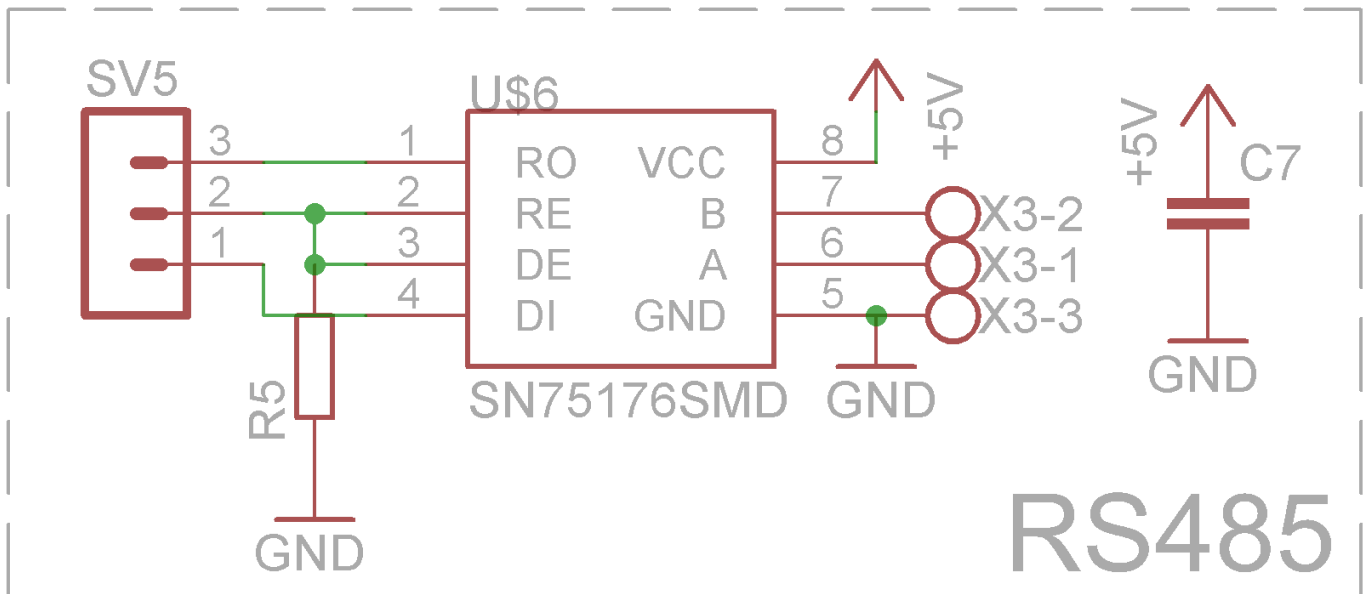 SV5
3
2
1
U$6
1
2
3
4
RO
RE
DE
DI
VCC
B
A
GND
8
7
6
5
SN75176SMD
+5V
X3-2
X3-1
X3-3
GND
R5
GND
+5V
C7
GND
RS485